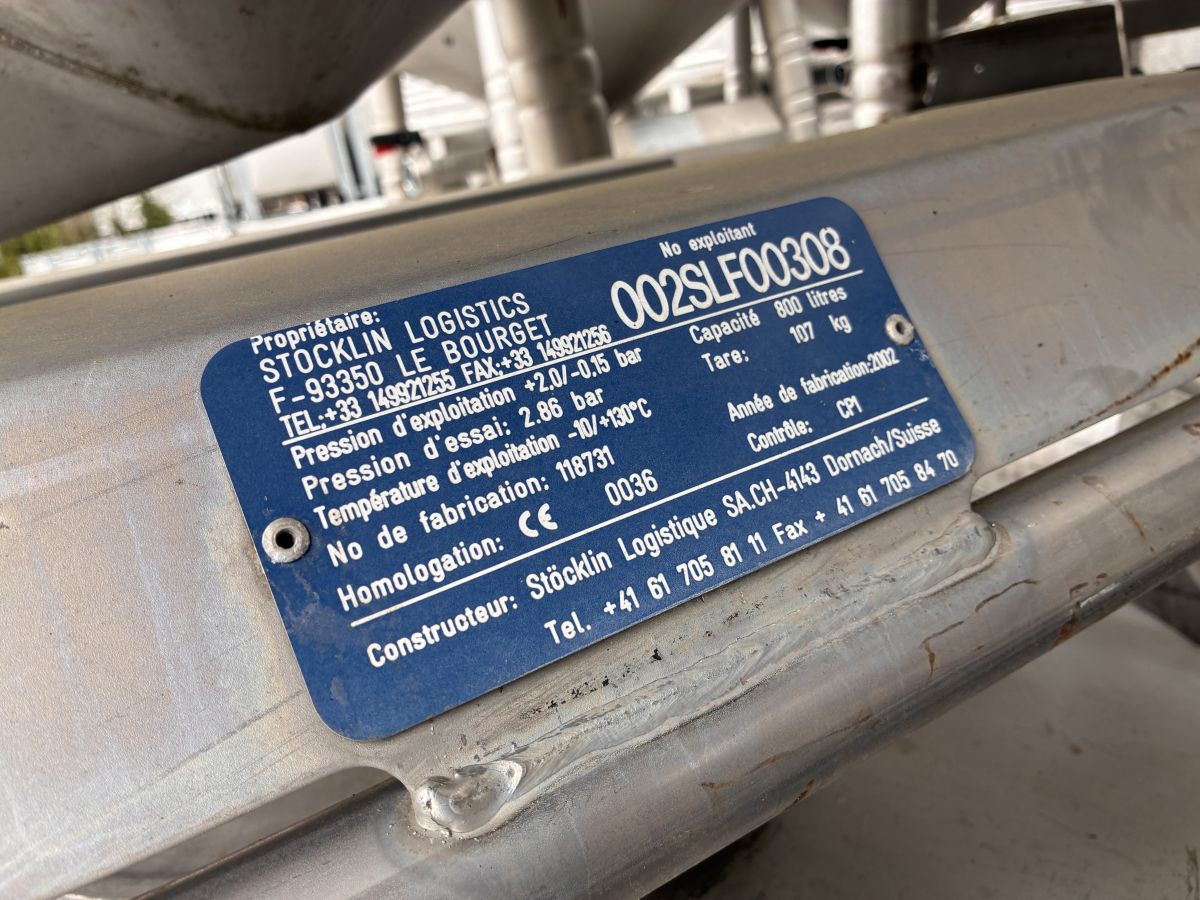 Propriétaire:
STOCKLIN LOGISTICS
F-93350 LE BOURGET
TEL:+33 149921255 FAX:+33 149921256
No exploitant
002SLF00308
Pression d'exploitation +2.0/-0.15 bar
Capacité 800 litres
Pression d'essai: 2.86 bar
Tare: 107 kg
Température d'exploitation -10/+130°C
No de fabrication: 118731
Année de fabrication:2002
Homologation: CE 0036
Contrôle: CP1
Constructeur: Stöcklin Logistique SA.CH-4143 Dornach/Suisse
Tel. +41 61 705 81 11 Fax + 41 61 705 84 70